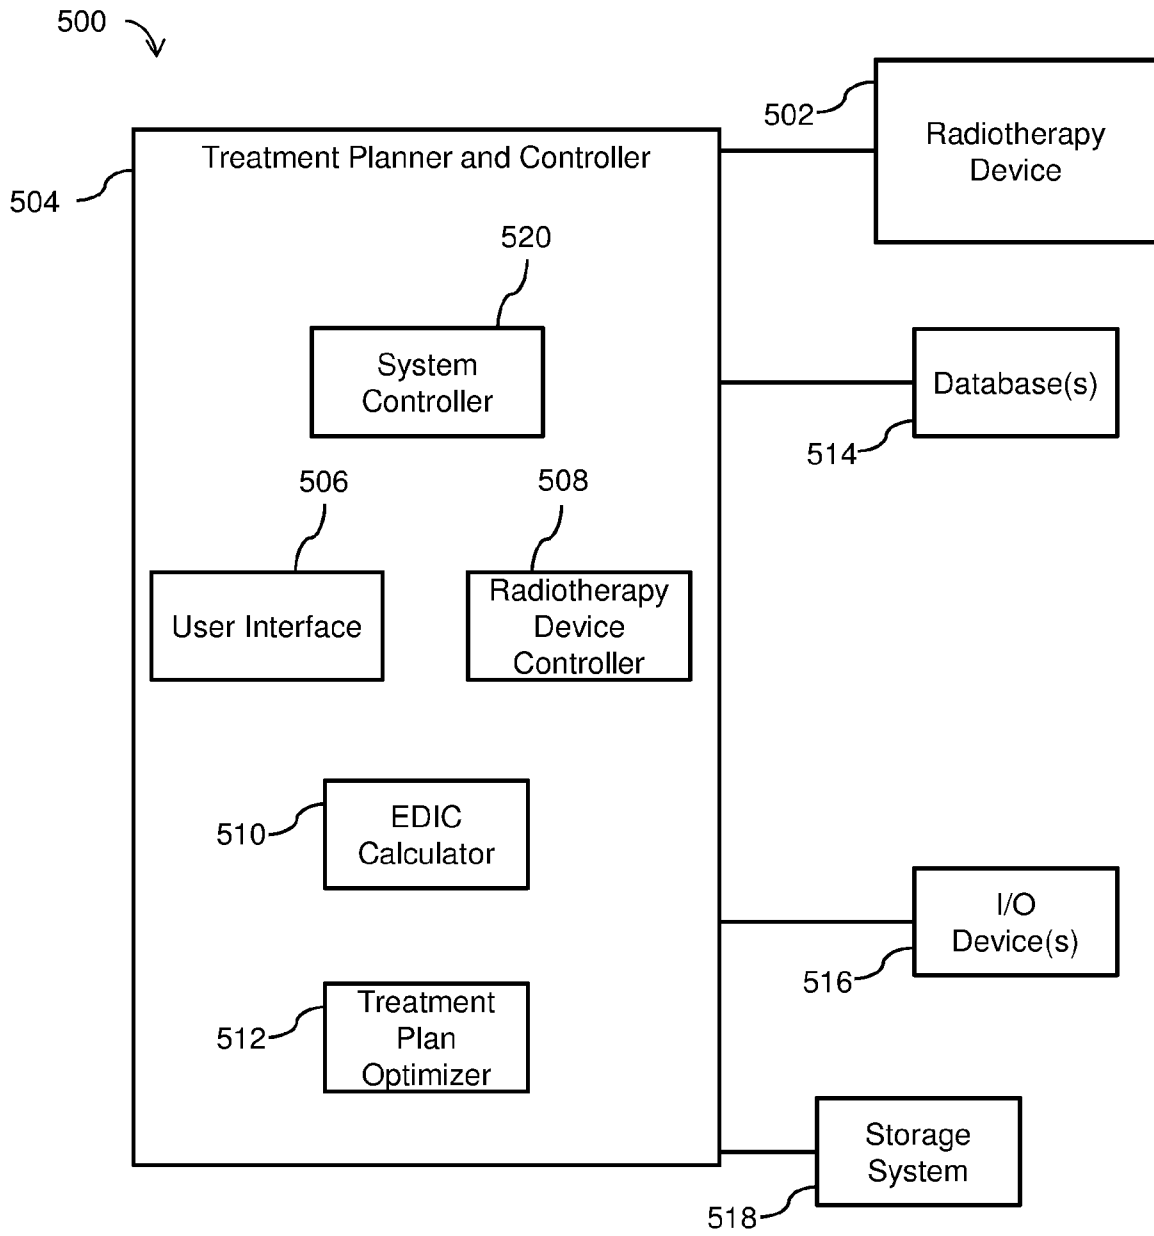 500
502
Radiotherapy
Device
Treatment Planner and Controller
504
520
System
Controller
Database(s)
514
506
508
User Interface
Radiotherapy
Device
Controller
510
EDIC
Calculator
I/O
Device(s)
516
512
Treatment
Plan
Optimizer
Storage
System
518